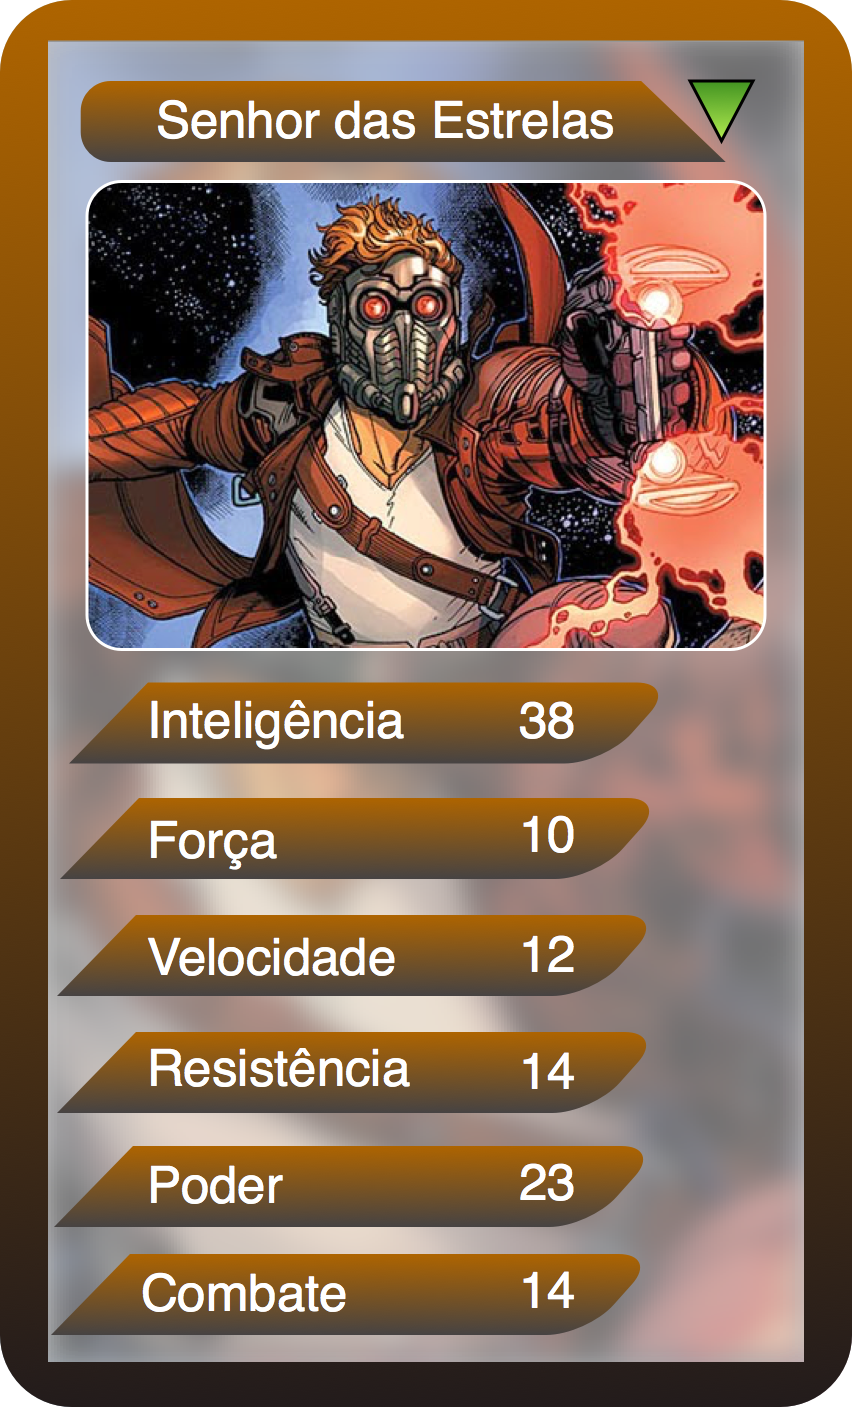 Senhor das Estrelas
Inteligência 38
Força 10
Velocidade 12
Resistência 14
Poder 23
Combate 14